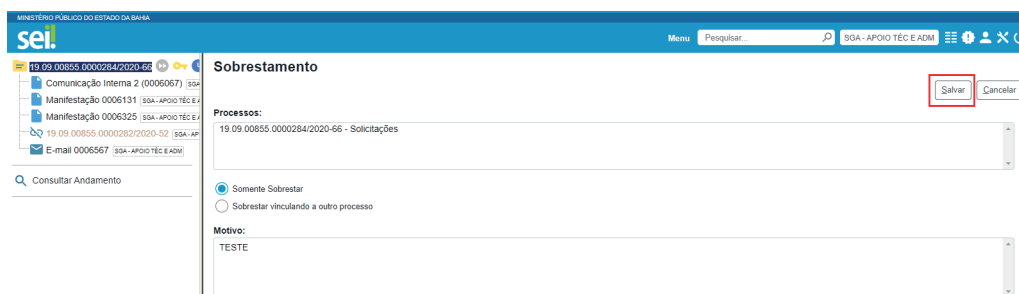 MINISTÉRIO PÚBLICO DO ESTADO DA BAHIA
sei!
Menu
Pesquisar...
SGA - APOIO TÉC E ADM
19.09.00855.0000284/2020-66
Comunicação Interna 2 (0006067) SGA
Manifestação 0006131 SGA - APOIO TÉC E A
Manifestação 0006325 SGA - APOIO TÉC E A
19.09.00855.0000282/2020-52 SGA - AP
E-mail 0006567 SGA - APOIO TÉC E ADM
Consultar Andamento
Sobrestamento
Salvar
Cancelar
Processos:
19.09.00855.0000284/2020-66 - Solicitações
Somente Sobrestar
Sobrestar vinculando a outro processo
Motivo:
TESTE